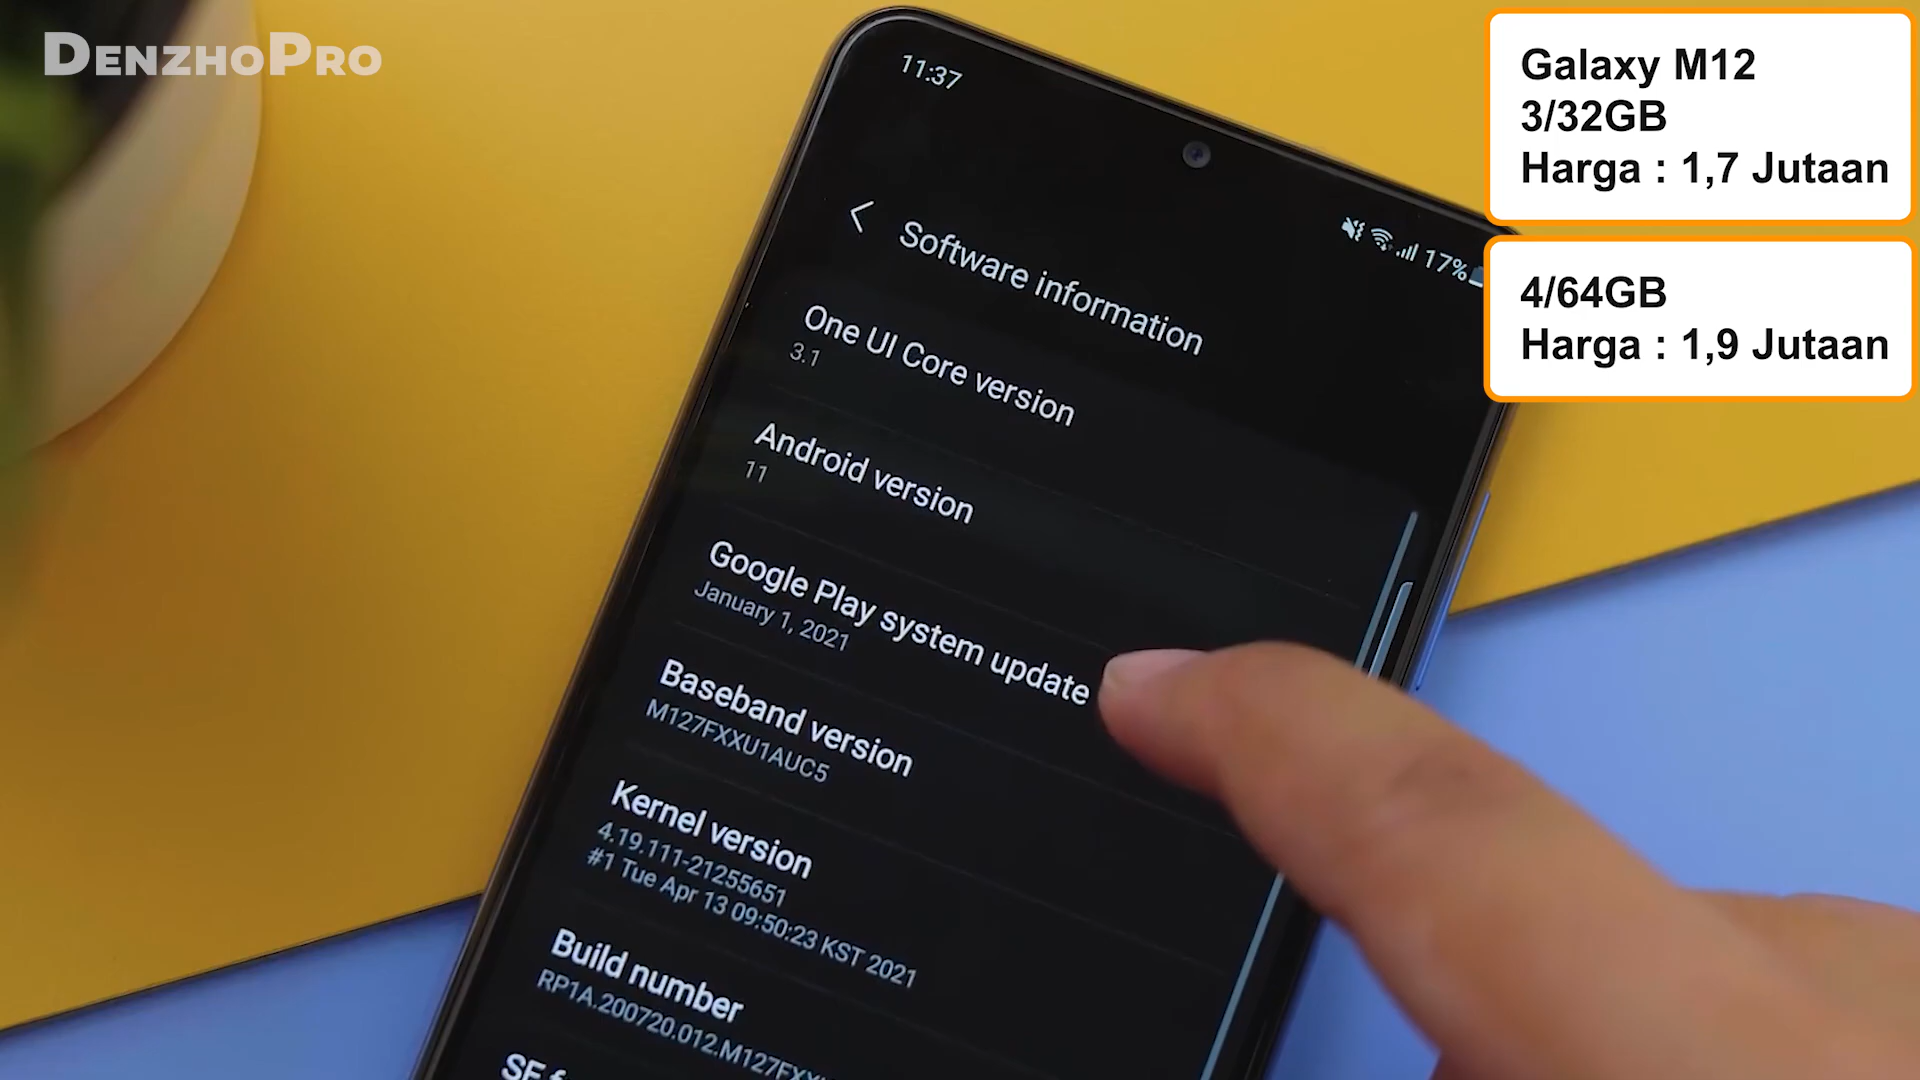 DENZHOPRO
Galaxy M12
3/32GB
Harga : 1,7 Jutaan
4/64GB
Harga : 1,9 Jutaan
11:37
17%
Software information
One UI Core version
3.1
Android version
11
Google Play system update
January 1, 2021
Baseband version
M127FXXU1AUC5
Kernel version
4.19.111-21255651
#1 Tue Apr 13 09:50:23 KST 2021
Build number